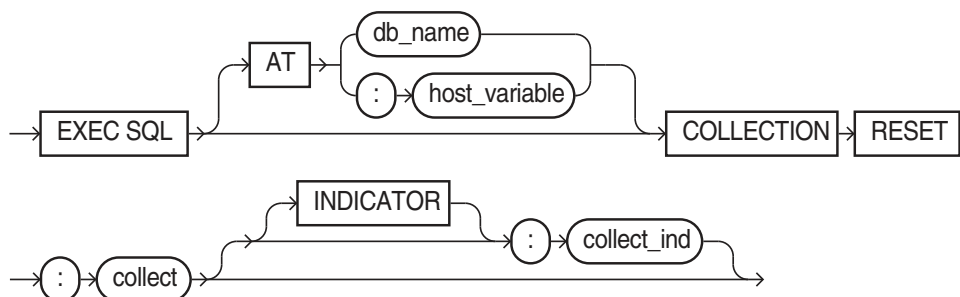 db_name
AT
: host_variable
EXEC SQL COLLECTION RESET
INDICATOR
: collect_ind
: collect